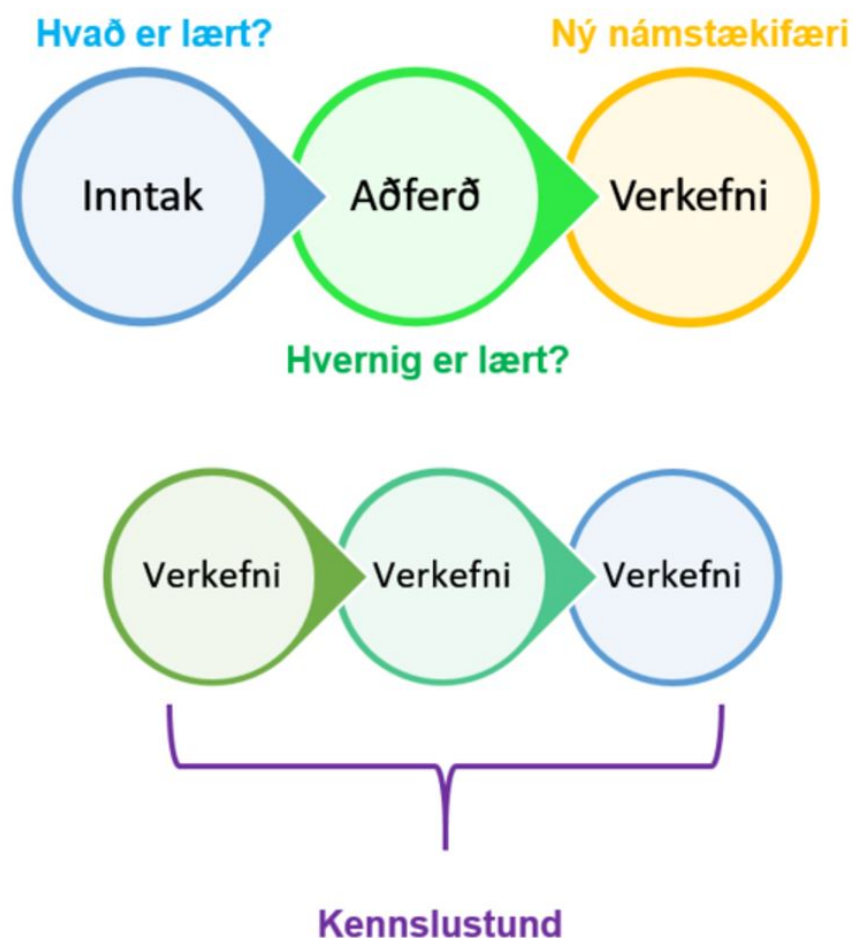 Hvað er lært?
Ný námstækifæri
Inntak
Aðferð
Verkefni
Hvernig er lært?
Verkefni
Verkefni
Verkefni
Kennslustund